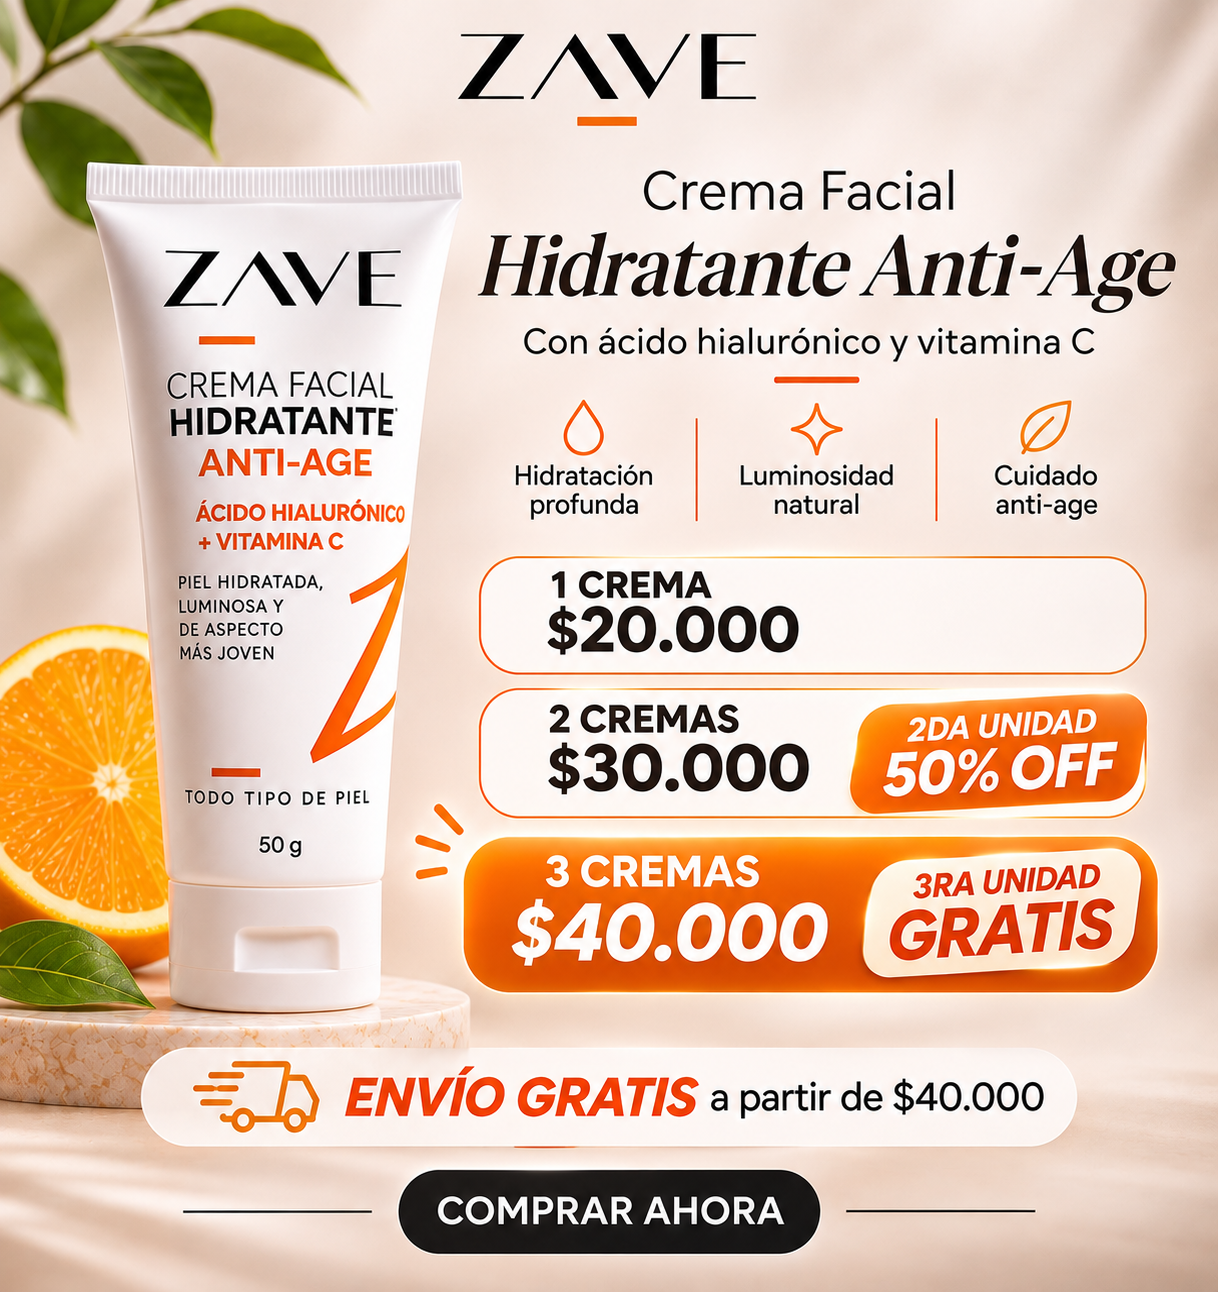 ZAVE
Crema Facial
Hidratante Anti-Age
Con ácido hialurónico y vitamina C
Hidratación
profunda
Luminosidad
natural
Cuidado
anti-age
1 CREMA
$20.000
2 CREMAS
$30.000
2DA UNIDAD
50% OFF
3 CREMAS
$40.000
3RA UNIDAD
GRATIS
ENVÍO GRATIS a partir de $40.000
COMPRAR AHORA
ZAVE
CREMA FACIAL
HIDRATANTE
ANTI-AGE
ÁCIDO HIALURÓNICO
+ VITAMINA C
PIEL HIDRATADA,
LUMINOSA Y
DE ASPECTO
MÁS JOVEN
Z
TODO TIPO DE PIEL
50 g